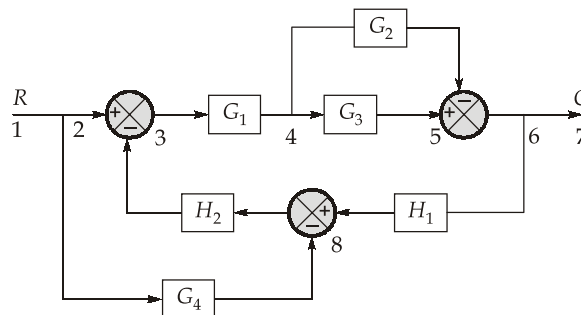 G₂
R
C
+
−
G₁
G₃
+
−
1
2
3
4
5
6
7
H₂
+
−
H₁
8
G₄